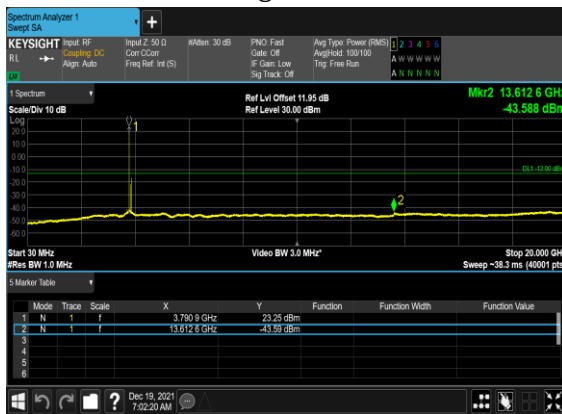 Spectrum Analyzer 1
Swept SA
KEYSIGHT Input: RF Input Z: 50 Ω #Atten: 30 dB PNO: Fast Avg Type: Power (RMS) 1 2 3 4 5 6
RL Coupling: DC Corr CCorr Gate: Off Avg|Hold: 100/100 A W W W W W
Align: Auto Freq Ref: Int (S) IF Gain: Low Trig: Free Run
Sig Track: Off A N N N N N
LU
1 Spectrum Ref Lvl Offset 11.95 dB Mkr2 13.612 6 GHz
Scale/Div 10 dB Ref Level 30.00 dBm -43.588 dBm
Log
20.0
10.0
0.00
-10.0 DL1 -13.00 dBm
-20.0
-30.0
-40.0
-50.0
-60.0
1
2
Start 30 MHz Video BW 3.0 MHz* Stop 20.000 GHz
#Res BW 1.0 MHz Sweep ~38.3 ms (40001 pts)
5 Marker Table
Mode Trace Scale X Y Function Function Width Function Value
1 N 1 f 3.790 9 GHz 23.25 dBm
2 N 1 f 13.612 6 GHz -43.59 dBm
3
4
5
6
? Dec 19, 2021
7:02:20 AM